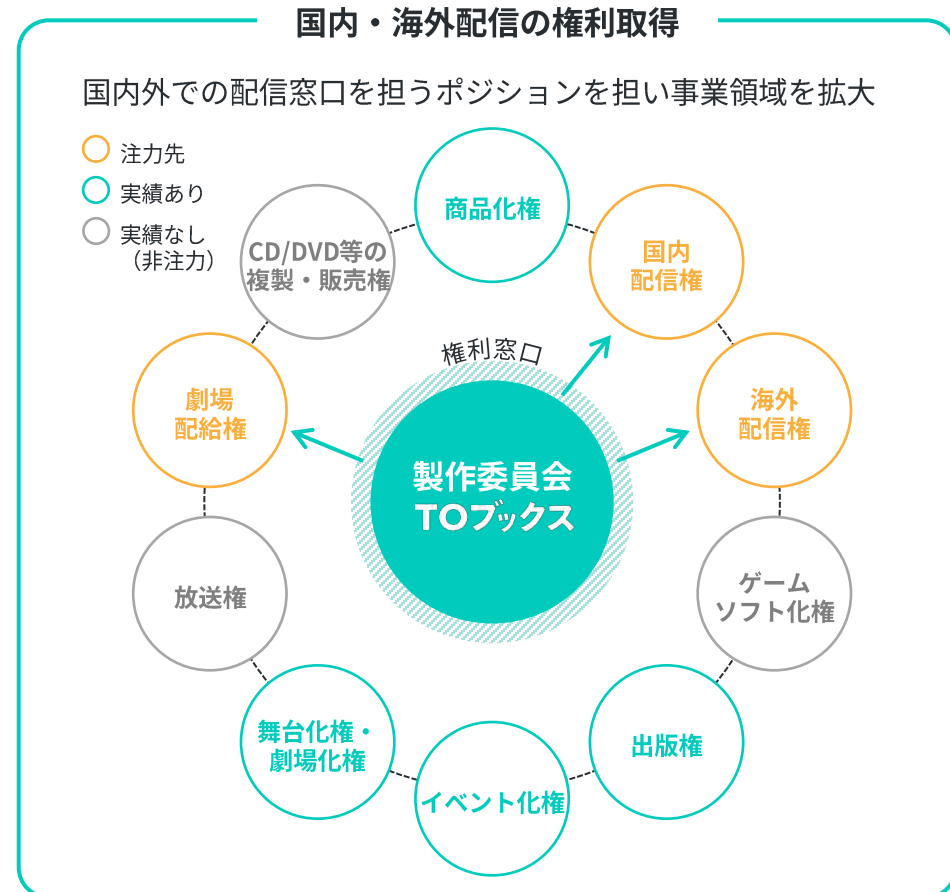 国内・海外配信の権利取得
国内外での配信窓口を担うポジションを担い事業領域を拡大
注力先
実績あり
実績なし
（非注力）
商品化権
CD/DVD等の
複製・販売権
国内
配信権
権利窓口
劇場
配給権
海外
配信権
製作委員会
TOブックス
放送権
ゲーム
ソフト化権
舞台化権・
劇場化権
出版権
イベント化権